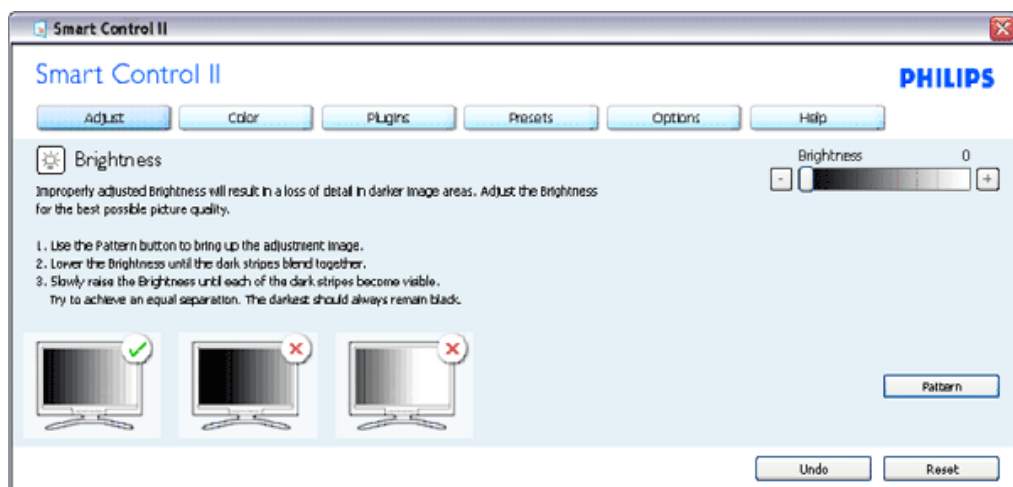 Smart Control II
Smart Control II
PHILIPS
Adjust Color Plugins Presets Options Help
Brightness
Brightness 0
- +
Improperly adjusted Brightness will result in a loss of detail in darker image areas. Adjust the Brightness
for the best possible picture quality.
1. Use the Pattern button to bring up the adjustment image.
2. Lower the Brightness until the dark stripes blend together.
3. Slowly raise the Brightness until each of the dark stripes become visible.
Try to achieve an equal separation. The darkest should always remain black.
Pattern
Undo Reset